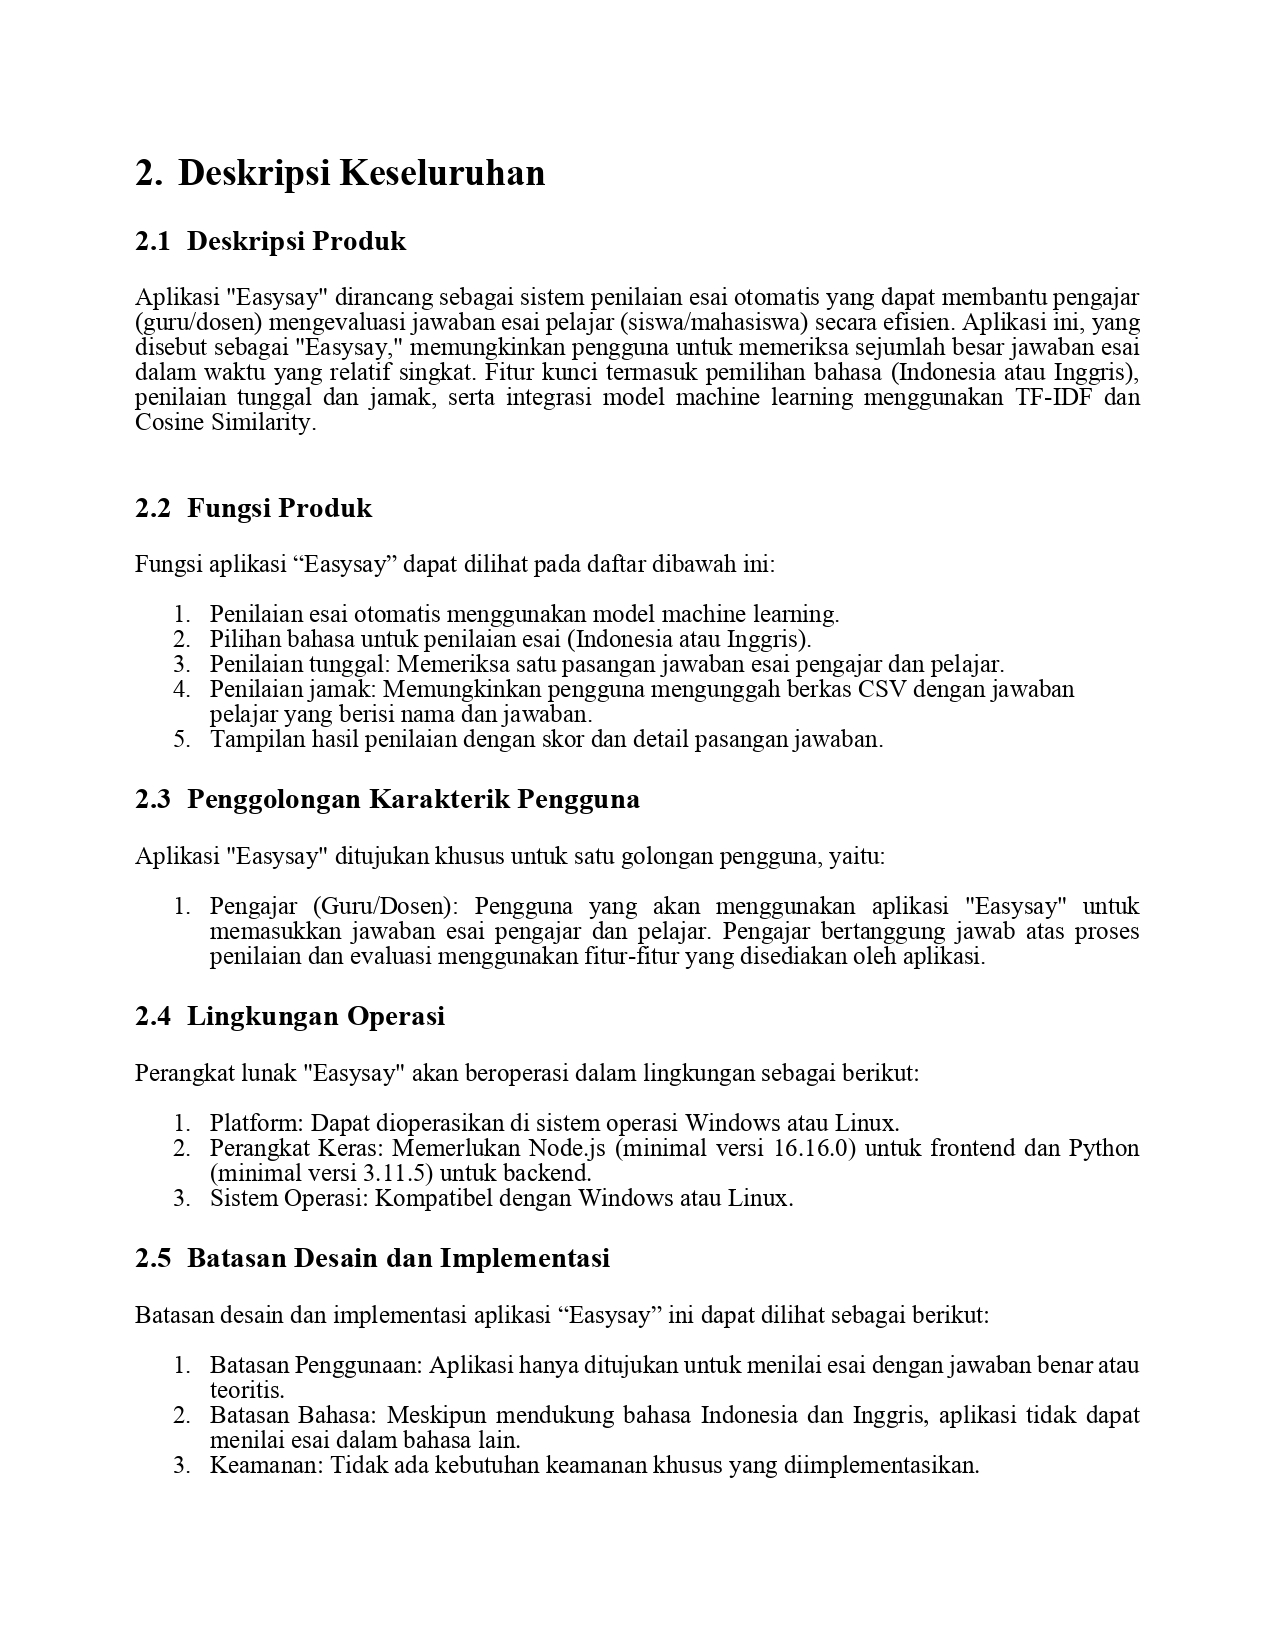 2. Deskripsi Keseluruhan
2.1 Deskripsi Produk
Aplikasi "Easysay" dirancang sebagai sistem penilaian esai otomatis yang dapat membantu pengajar
(guru/dosen) mengevaluasi jawaban esai pelajar (siswa/mahasiswa) secara efisien. Aplikasi ini, yang
disebut sebagai "Easysay," memungkinkan pengguna untuk memeriksa sejumlah besar jawaban esai
dalam waktu yang relatif singkat. Fitur kunci termasuk pemilihan bahasa (Indonesia atau Inggris),
penilaian tunggal dan jamak, serta integrasi model machine learning menggunakan TF-IDF dan
Cosine Similarity.
2.2 Fungsi Produk
Fungsi aplikasi “Easysay” dapat dilihat pada daftar dibawah ini:
1. Penilaian esai otomatis menggunakan model machine learning.
2. Pilihan bahasa untuk penilaian esai (Indonesia atau Inggris).
3. Penilaian tunggal: Memeriksa satu pasangan jawaban esai pengajar dan pelajar.
4. Penilaian jamak: Memungkinkan pengguna mengunggah berkas CSV dengan jawaban
pelajar yang berisi nama dan jawaban.
5. Tampilan hasil penilaian dengan skor dan detail pasangan jawaban.
2.3 Penggolongan Karakterik Pengguna
Aplikasi "Easysay" ditujukan khusus untuk satu golongan pengguna, yaitu:
1. Pengajar (Guru/Dosen): Pengguna yang akan menggunakan aplikasi "Easysay" untuk
memasukkan jawaban esai pengajar dan pelajar. Pengajar bertanggung jawab atas proses
penilaian dan evaluasi menggunakan fitur-fitur yang disediakan oleh aplikasi.
2.4 Lingkungan Operasi
Perangkat lunak "Easysay" akan beroperasi dalam lingkungan sebagai berikut:
1. Platform: Dapat dioperasikan di sistem operasi Windows atau Linux.
2. Perangkat Keras: Memerlukan Node.js (minimal versi 16.16.0) untuk frontend dan Python
(minimal versi 3.11.5) untuk backend.
3. Sistem Operasi: Kompatibel dengan Windows atau Linux.
2.5 Batasan Desain dan Implementasi
Batasan desain dan implementasi aplikasi “Easysay” ini dapat dilihat sebagai berikut:
1. Batasan Penggunaan: Aplikasi hanya ditujukan untuk menilai esai dengan jawaban benar atau
teoritis.
2. Batasan Bahasa: Meskipun mendukung bahasa Indonesia dan Inggris, aplikasi tidak dapat
menilai esai dalam bahasa lain.
3. Keamanan: Tidak ada kebutuhan keamanan khusus yang diimplementasikan.